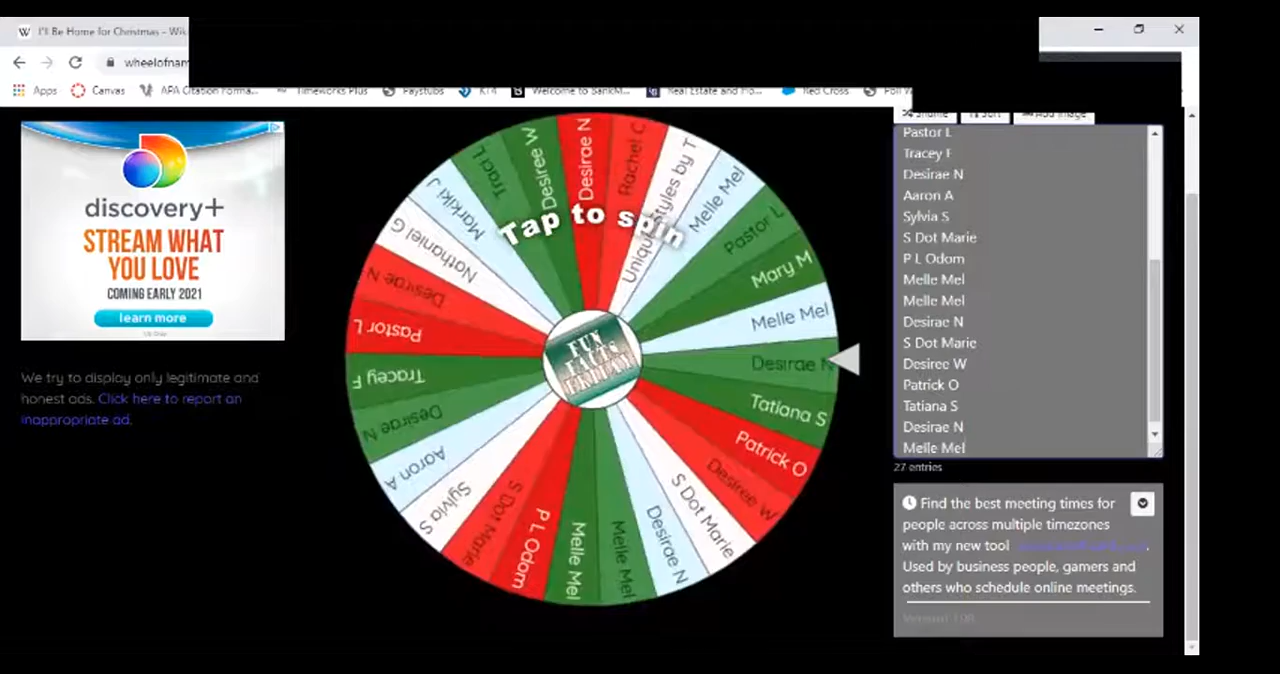 I'll Be Home for Christmas - Wik
wheelofnam
Apps
Canvas
APA Citation Forma...
Timeworks Plus
Paystubs
Welcome to BankM...
Real Estate and Ho...
Red Cross
discovery+
STREAM WHAT
YOU LOVE
COMING EARLY 2021
learn more
We try to display only legitimate and
honest ads. Click here to report an
inappropriate ad.
Tap to spin
Desirae N
Rachel C
Unique Styles by T
Melle Mel
Pastor L
Mary M
Melle Mel
Desirae N
Tatiana S
Patrick O
Desiree W
S Dot Marie
Desirae N
Melle Mel
Melle Mel
P L Odom
S Dot Marie
Sylvia S
Aaron A
Desirae N
Tracey F
Pastor L
Desirae N
Nathaniel G
Marikki J
Traci L
Desiree W
FUN
FACTS
FRIDAY
Shuffle
Sort
Add image
Pastor L
Tracey F
Desirae N
Aaron A
Sylvia S
S Dot Marie
P L Odom
Melle Mel
Melle Mel
Desirae N
S Dot Marie
Desiree W
Patrick O
Tatiana S
Desirae N
Melle Mel
27 entries
Find the best meeting times for
people across multiple timezones
with my new tool
Used by business people, gamers and
others who schedule online meetings.